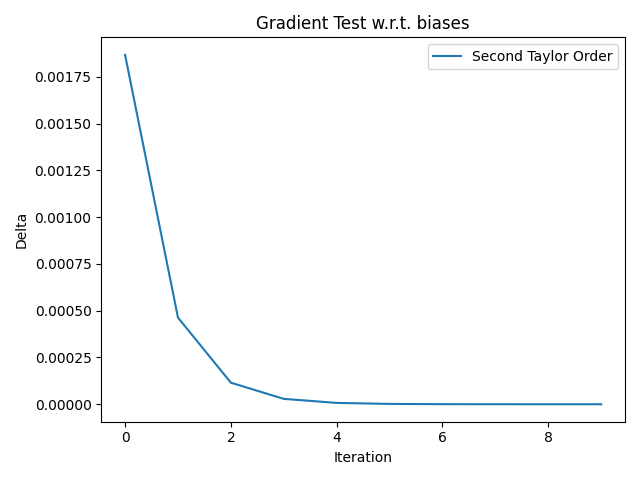 Gradient Test w.r.t. biases
Second Taylor Order
0.00175
0.00150
0.00125
0.00100
0.00075
0.00050
0.00025
0.00000
Delta
0 2 4 6 8
Iteration